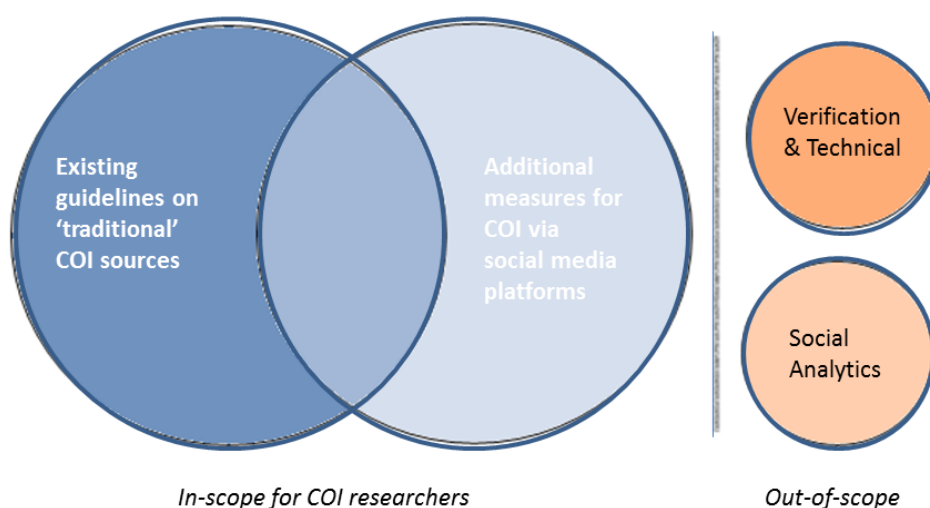 Existing
guidelines on
‘traditional’
COI sources
Additional
measures for
COI via
social media
platforms
Verification
& Technical
Social
Analytics
In-scope for COI researchers
Out-of-scope